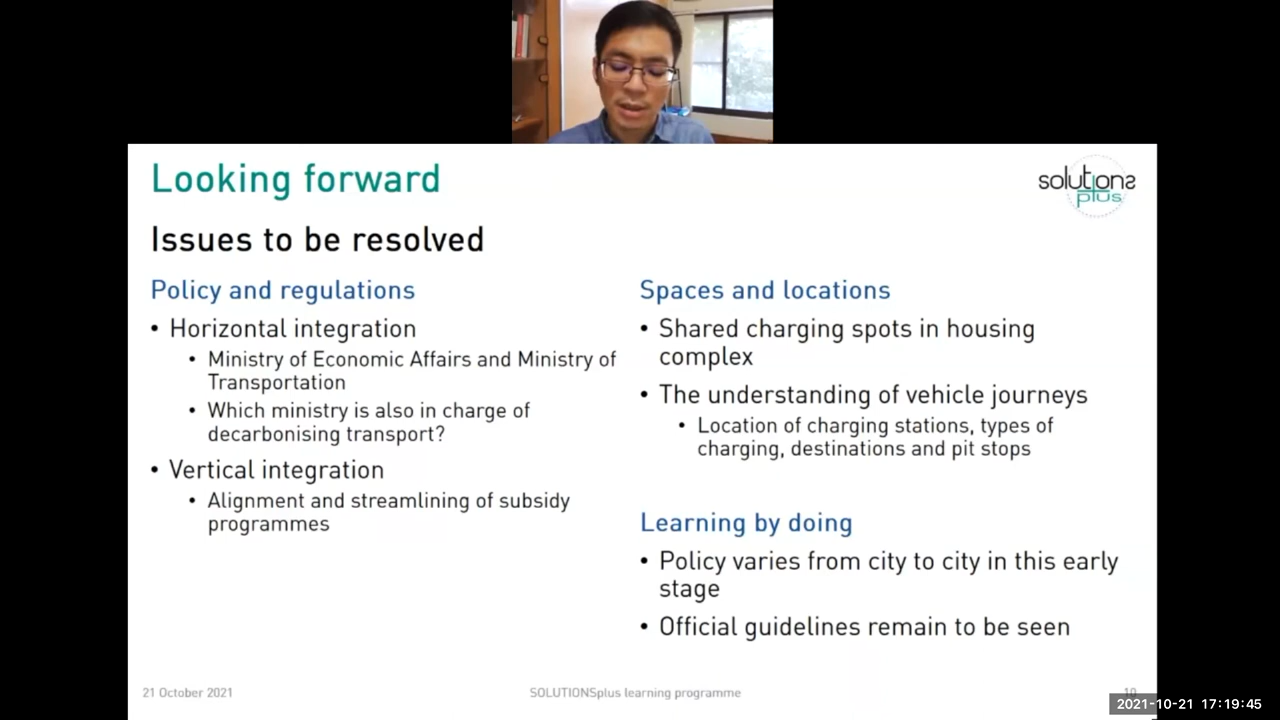 Looking forward
solutions
plus
Issues to be resolved
Policy and regulations
• Horizontal integration
• Ministry of Economic Affairs and Ministry of
Transportation
• Which ministry is also in charge of
decarbonising transport?
• Vertical integration
• Alignment and streamlining of subsidy
programmes
Spaces and locations
• Shared charging spots in housing
complex
• The understanding of vehicle journeys
• Location of charging stations, types of
charging, destinations and pit stops
Learning by doing
• Policy varies from city to city in this early
stage
• Official guidelines remain to be seen
21 October 2021
SOLUTIONSplus learning programme
10
2021-10-21 17:19:45